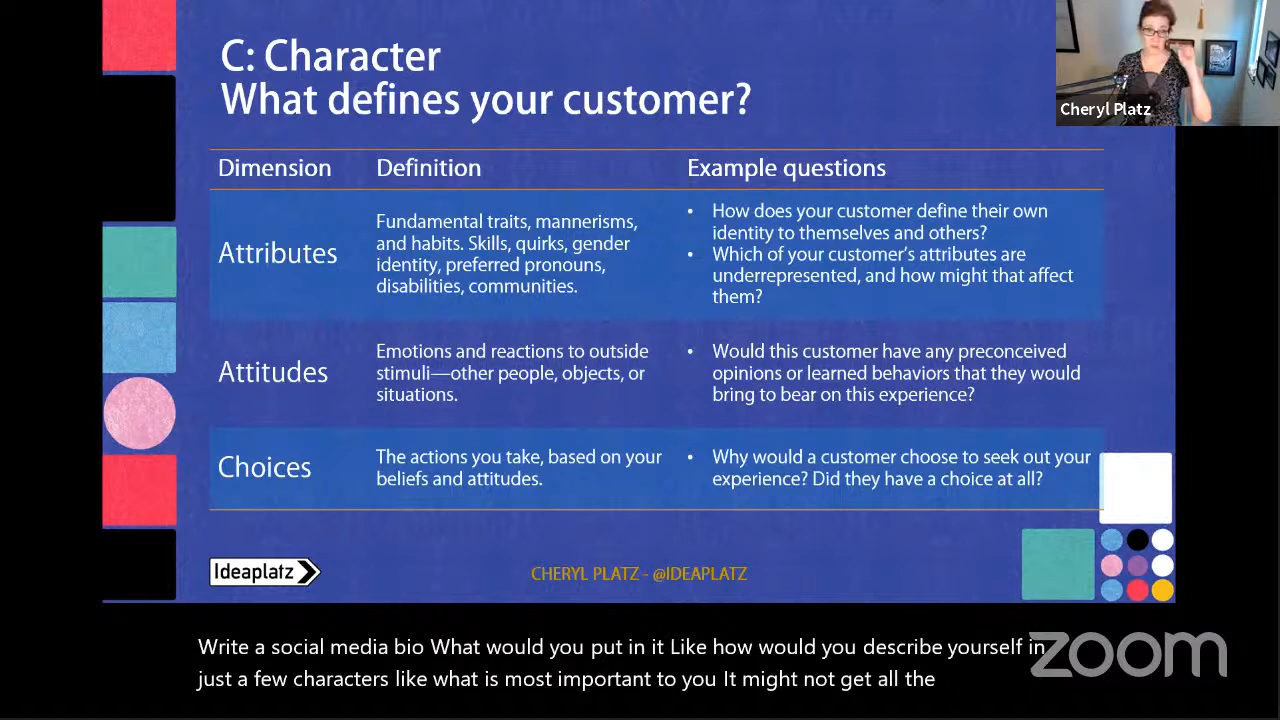 C: Character
What defines your customer?
Cheryl Platz
Dimension
Definition
Example questions
Attributes
Fundamental traits, mannerisms,
and habits. Skills, quirks, gender
identity, preferred pronouns,
disabilities, communities.
• How does your customer define their own
identity to themselves and others?
• Which of your customer's attributes are
underrepresented, and how might that affect
them?
Attitudes
Emotions and reactions to outside
stimuli—other people, objects, or
situations.
• Would this customer have any preconceived
opinions or learned behaviors that they would
bring to bear on this experience?
Choices
The actions you take, based on your
beliefs and attitudes.
• Why would a customer choose to seek out your
experience? Did they have a choice at all?
Ideaplatz
CHERYL PLATZ - @IDEAPLATZ
Write a social media bio What would you put in it Like how would you describe yourself in
just a few characters like what is most important to you It might not get all the
zoom